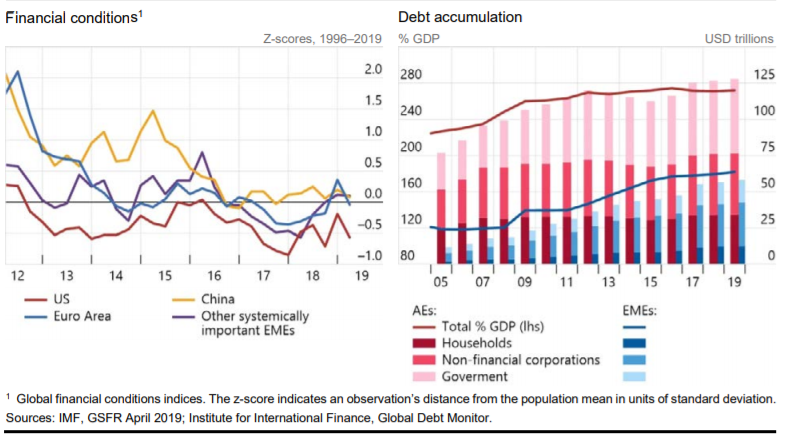 Financial conditions¹
Z-scores, 1996–2019
2.0
1.5
1.0
0.5
0.0
−0.5
−1.0
12 13 14 15 16 17 18 19
US
China
Euro Area
Other systemically
important EMEs
Debt accumulation
% GDP USD trillions
280 125
240 100
200 75
160 50
120 25
80 0
05 07 09 11 13 15 17 19
AEs: EMEs:
Total % GDP (lhs)
Households
Non-financial corporations
Goverment
¹ Global financial conditions indices. The z-score indicates an observation's distance from the population mean in units of standard deviation.
Sources: IMF, GSFR April 2019; Institute for International Finance, Global Debt Monitor.